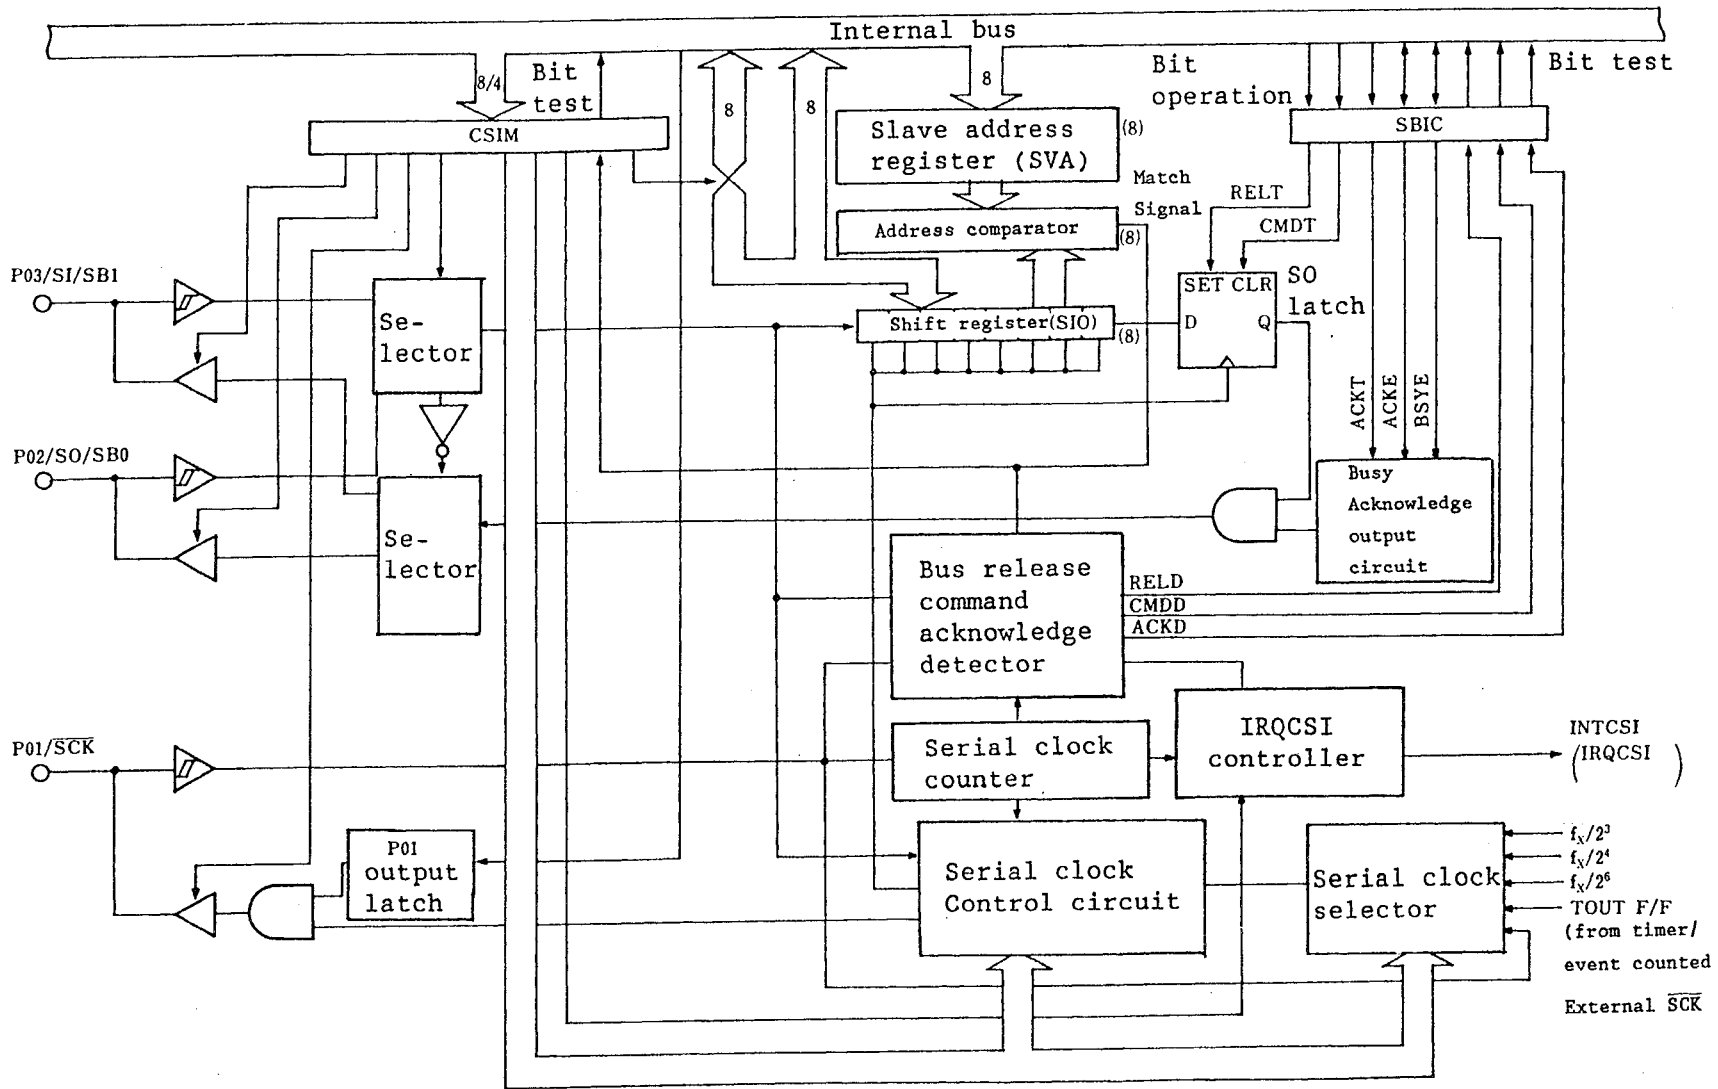 Internal bus
8/4
Bit
test
8
8
8
Bit
operation
Bit test
CSIM
Slave address
register (SVA)
(8)
SBIC
Match
Signal
RELT
CMDT
Address comparator
(8)
P03/SI/SB1
Se-
lector
Shift register(SIO)
(8)
SET CLR
D
Q
SO
latch
ACKT
ACKE
BSYE
P02/SO/SB0
Se-
lector
Busy
Acknowledge
output
circuit
Bus release
command
acknowledge
detector
RELD
CMDD
ACKD
P01/S̅C̅K̅
Serial clock
counter
IRQCSI
controller
INTCSI
(IRQCSI )
P01
output
latch
Serial clock
Control circuit
Serial clock
selector
fX/2³
fX/2⁴
fX/2⁶
TOUT F/F
(from timer/
event counted
External S̅C̅K̅